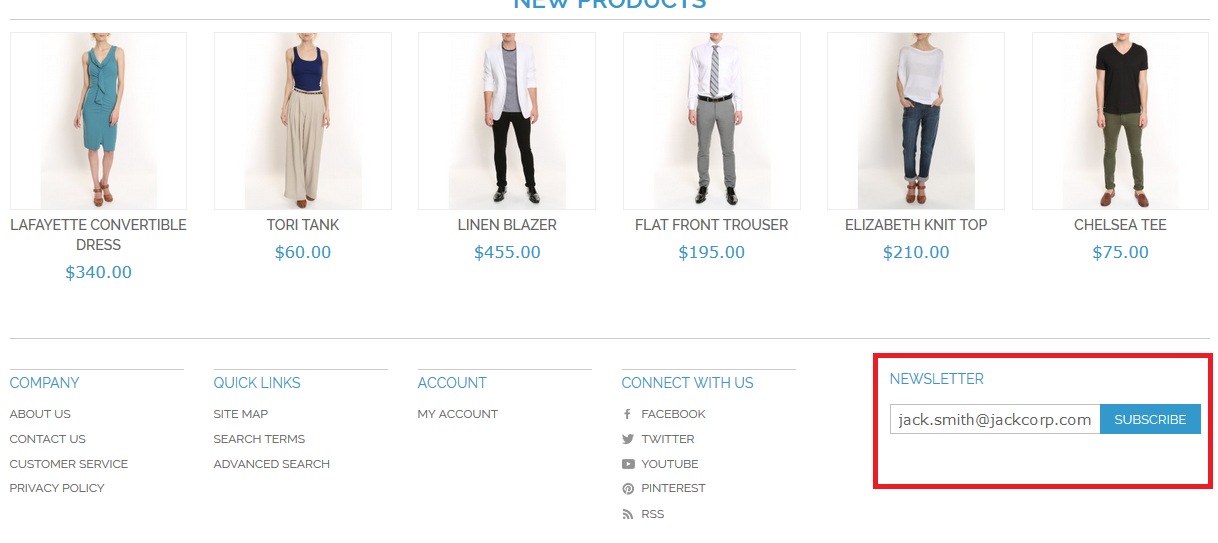 NEW PRODUCTS
LAFAYETTE CONVERTIBLE
DRESS
$340.00
TORI TANK
$60.00
LINEN BLAZER
$455.00
FLAT FRONT TROUSER
$195.00
ELIZABETH KNIT TOP
$210.00
CHELSEA TEE
$75.00
COMPANY
ABOUT US
CONTACT US
CUSTOMER SERVICE
PRIVACY POLICY
QUICK LINKS
SITE MAP
SEARCH TERMS
ADVANCED SEARCH
ACCOUNT
MY ACCOUNT
CONNECT WITH US
FACEBOOK
TWITTER
YOUTUBE
PINTEREST
RSS
NEWSLETTER
jack.smith@jackcorp.com SUBSCRIBE